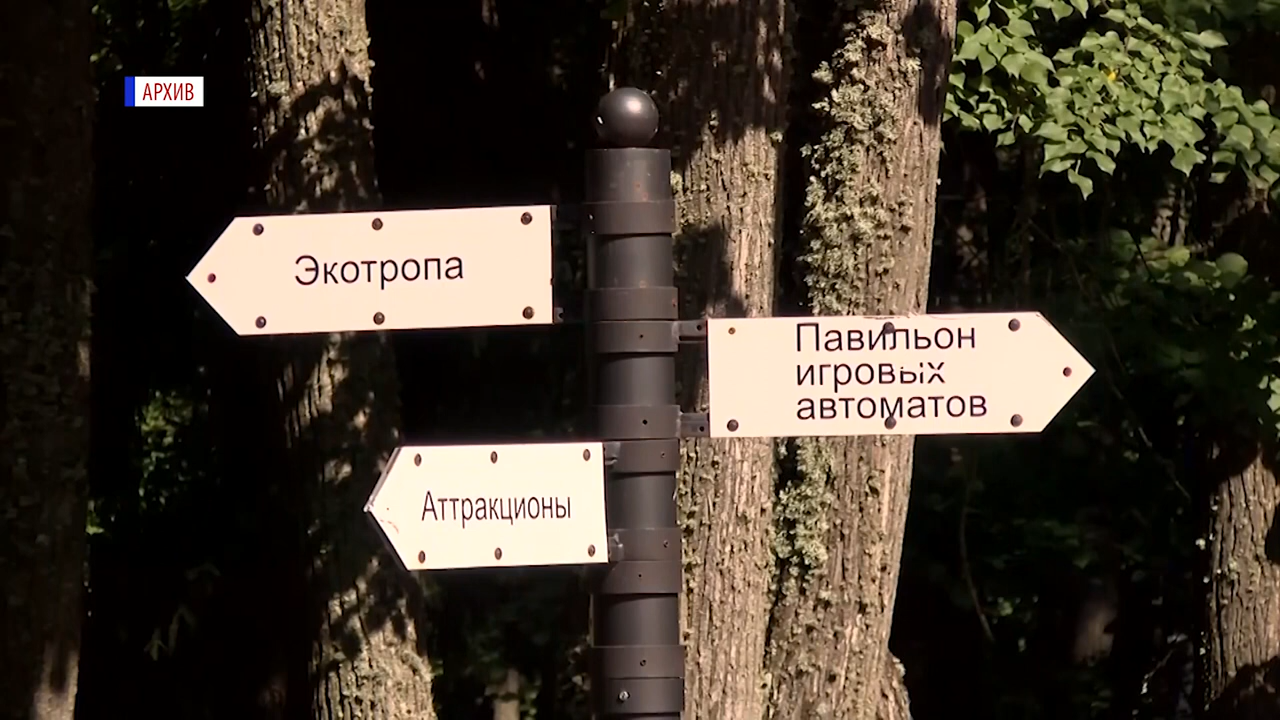 АРХИВ
Экотропа
Павильон
игровых
автоматов
Аттракционы